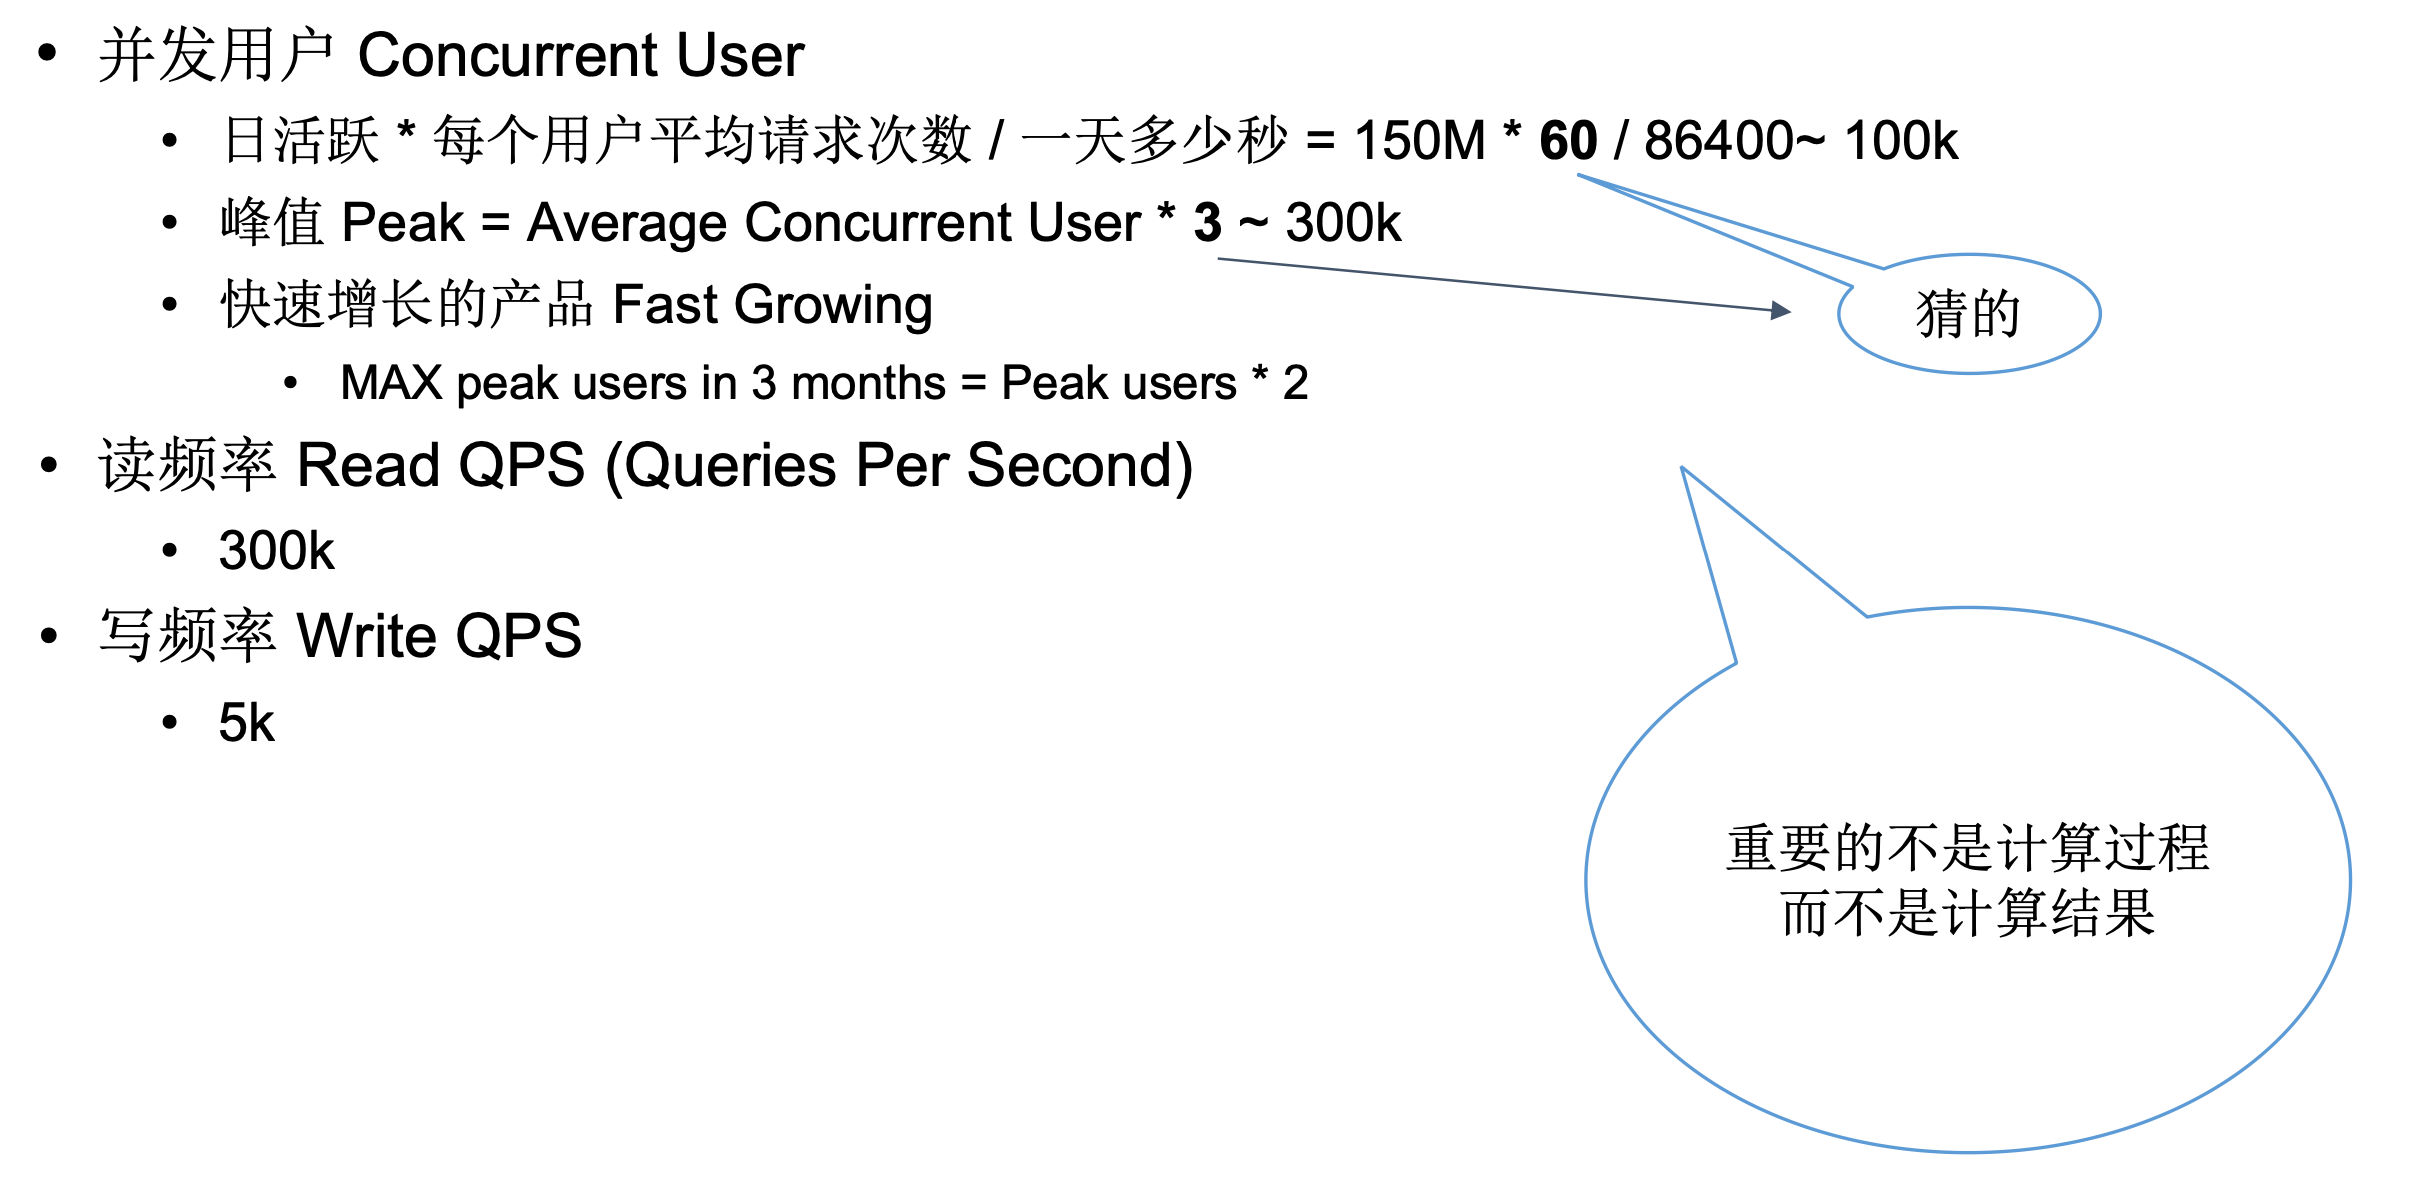 • 并发用户 Concurrent User
• 日活跃 * 每个用户平均请求次数 / 一天多少秒 = 150M * 60 / 86400~ 100k
• 峰值 Peak = Average Concurrent User * 3 ~ 300k
• 快速增长的产品 Fast Growing
• MAX peak users in 3 months = Peak users * 2
• 读频率 Read QPS (Queries Per Second)
• 300k
• 写频率 Write QPS
• 5k
猜的
重要的不是计算过程
而不是计算结果